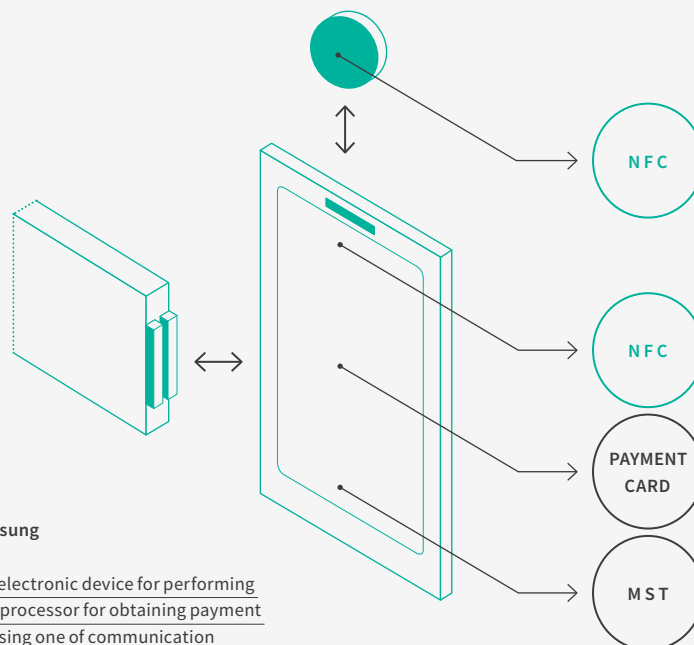 NFC
NFC
PAYMENT
CARD
MST
sung
electronic device for performing
processor for obtaining payment
sing one of communication